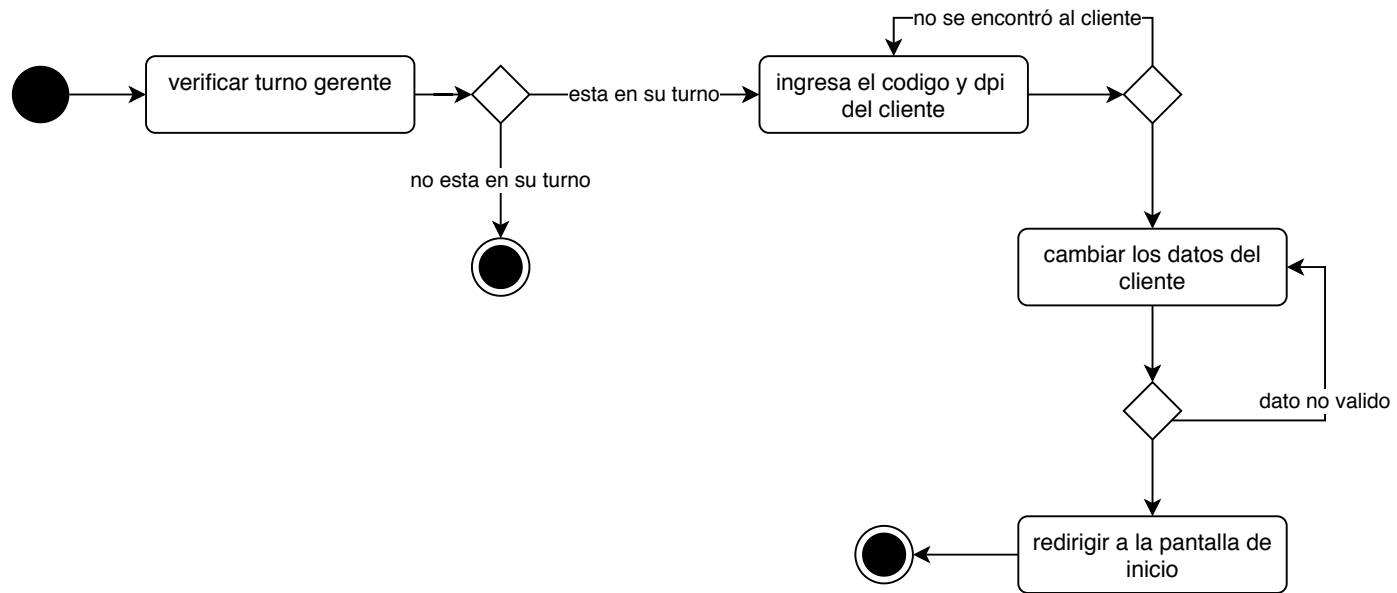 no se encontró al cliente
verificar turno gerente
esta en su turno
ingresa el codigo y dpi
del cliente
no esta en su turno
cambiar los datos del
cliente
dato no valido
redirigir a la pantalla de
inicio